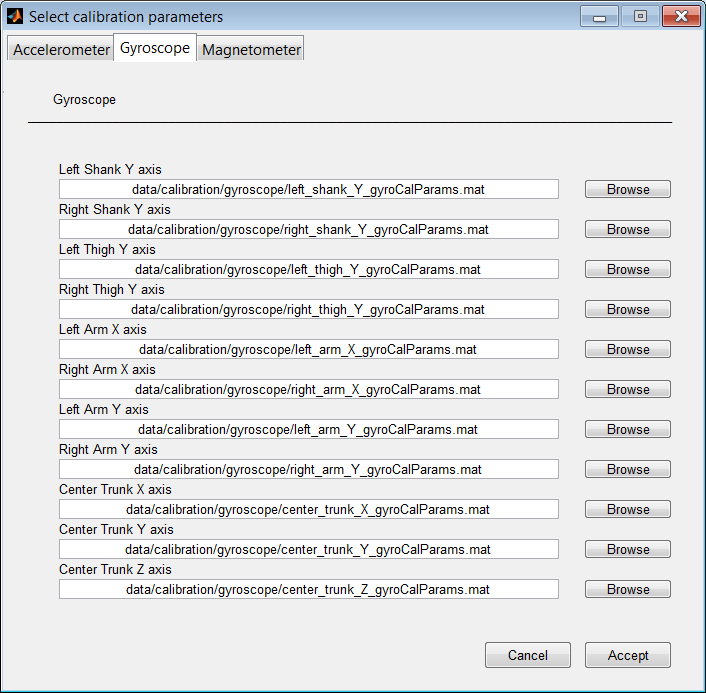 Select calibration parameters
Accelerometer Gyroscope Magnetometer
Gyroscope
Left Shank Y axis
data/calibration/gyroscope/left_shank_Y_gyroCalParams.mat Browse
Right Shank Y axis
data/calibration/gyroscope/right_shank_Y_gyroCalParams.mat Browse
Left Thigh Y axis
data/calibration/gyroscope/left_thigh_Y_gyroCalParams.mat Browse
Right Thigh Y axis
data/calibration/gyroscope/right_thigh_Y_gyroCalParams.mat Browse
Left Arm X axis
data/calibration/gyroscope/left_arm_X_gyroCalParams.mat Browse
Right Arm X axis
data/calibration/gyroscope/right_arm_X_gyroCalParams.mat Browse
Left Arm Y axis
data/calibration/gyroscope/left_arm_Y_gyroCalParams.mat Browse
Right Arm Y axis
data/calibration/gyroscope/right_arm_Y_gyroCalParams.mat Browse
Center Trunk X axis
data/calibration/gyroscope/center_trunk_X_gyroCalParams.mat Browse
Center Trunk Y axis
data/calibration/gyroscope/center_trunk_Y_gyroCalParams.mat Browse
Center Trunk Z axis
data/calibration/gyroscope/center_trunk_Z_gyroCalParams.mat Browse
Cancel Accept